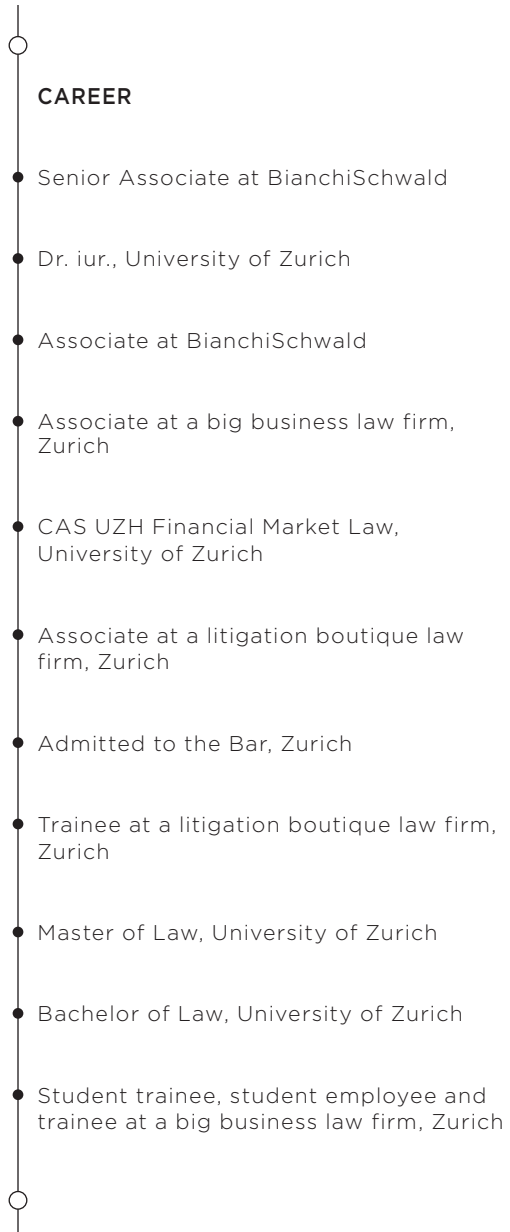 CAREER
Senior Associate at BianchiSchwald
Dr. iur., University of Zurich
Associate at BianchiSchwald
Associate at a big business law firm,
Zurich
CAS UZH Financial Market Law,
University of Zurich
Associate at a litigation boutique law
firm, Zurich
Admitted to the Bar, Zurich
Trainee at a litigation boutique law firm,
Zurich
Master of Law, University of Zurich
Bachelor of Law, University of Zurich
Student trainee, student employee and
trainee at a big business law firm, Zurich